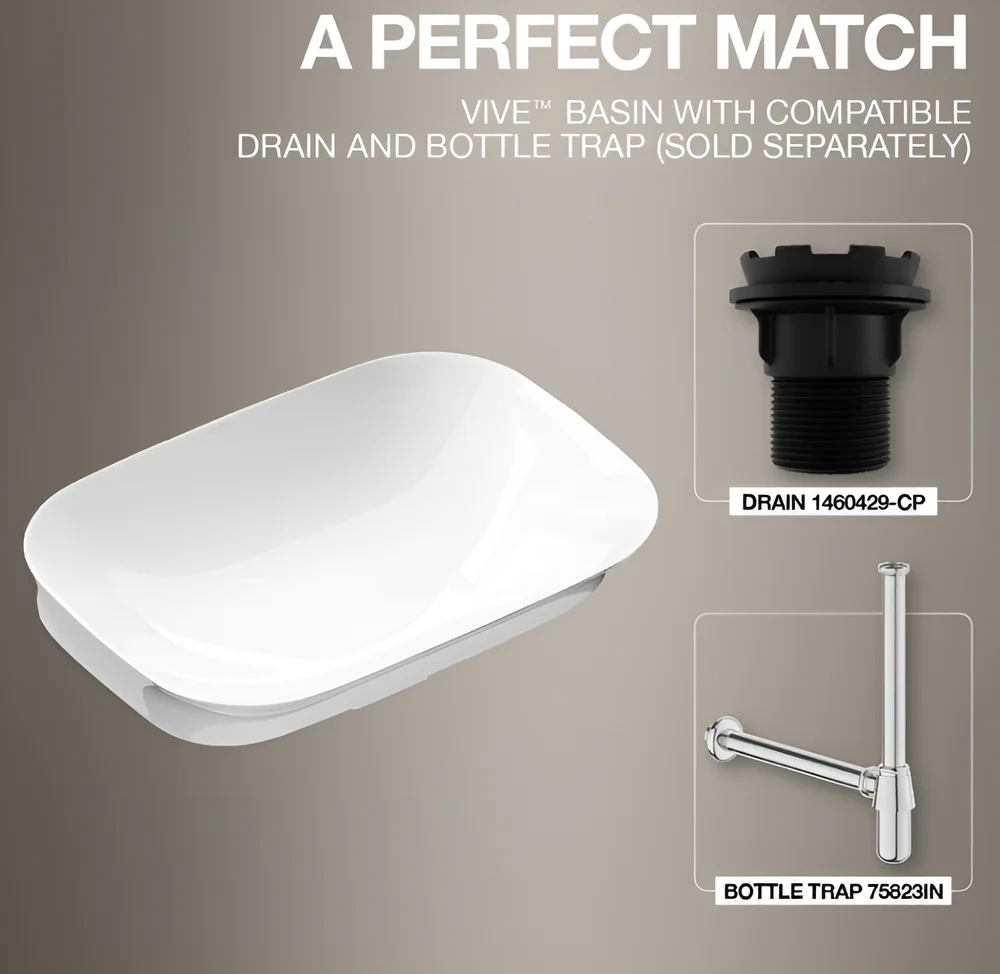 A PERFECT MATCH
VIVE™ BASIN WITH COMPATIBLE
DRAIN AND BOTTLE TRAP (SOLD SEPARATELY)
DRAIN 1460429-CP
BOTTLE TRAP 75823IN